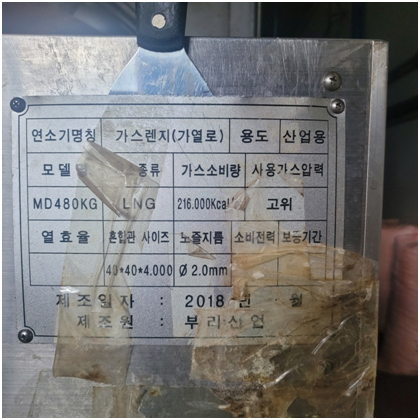 연소기명칭 가스렌지(가열로) 용도 산업용
모델 종류 가스소비량 사용가스압력
MD480KG LNG 216.000Kcal/ 고위
열효율 혼합관 사이즈 노즐지름 소비전력 보증기간
49*40*4.000 Ø 2.0mm
제조일자 : 2018 년 월
제조원 : 부리산업